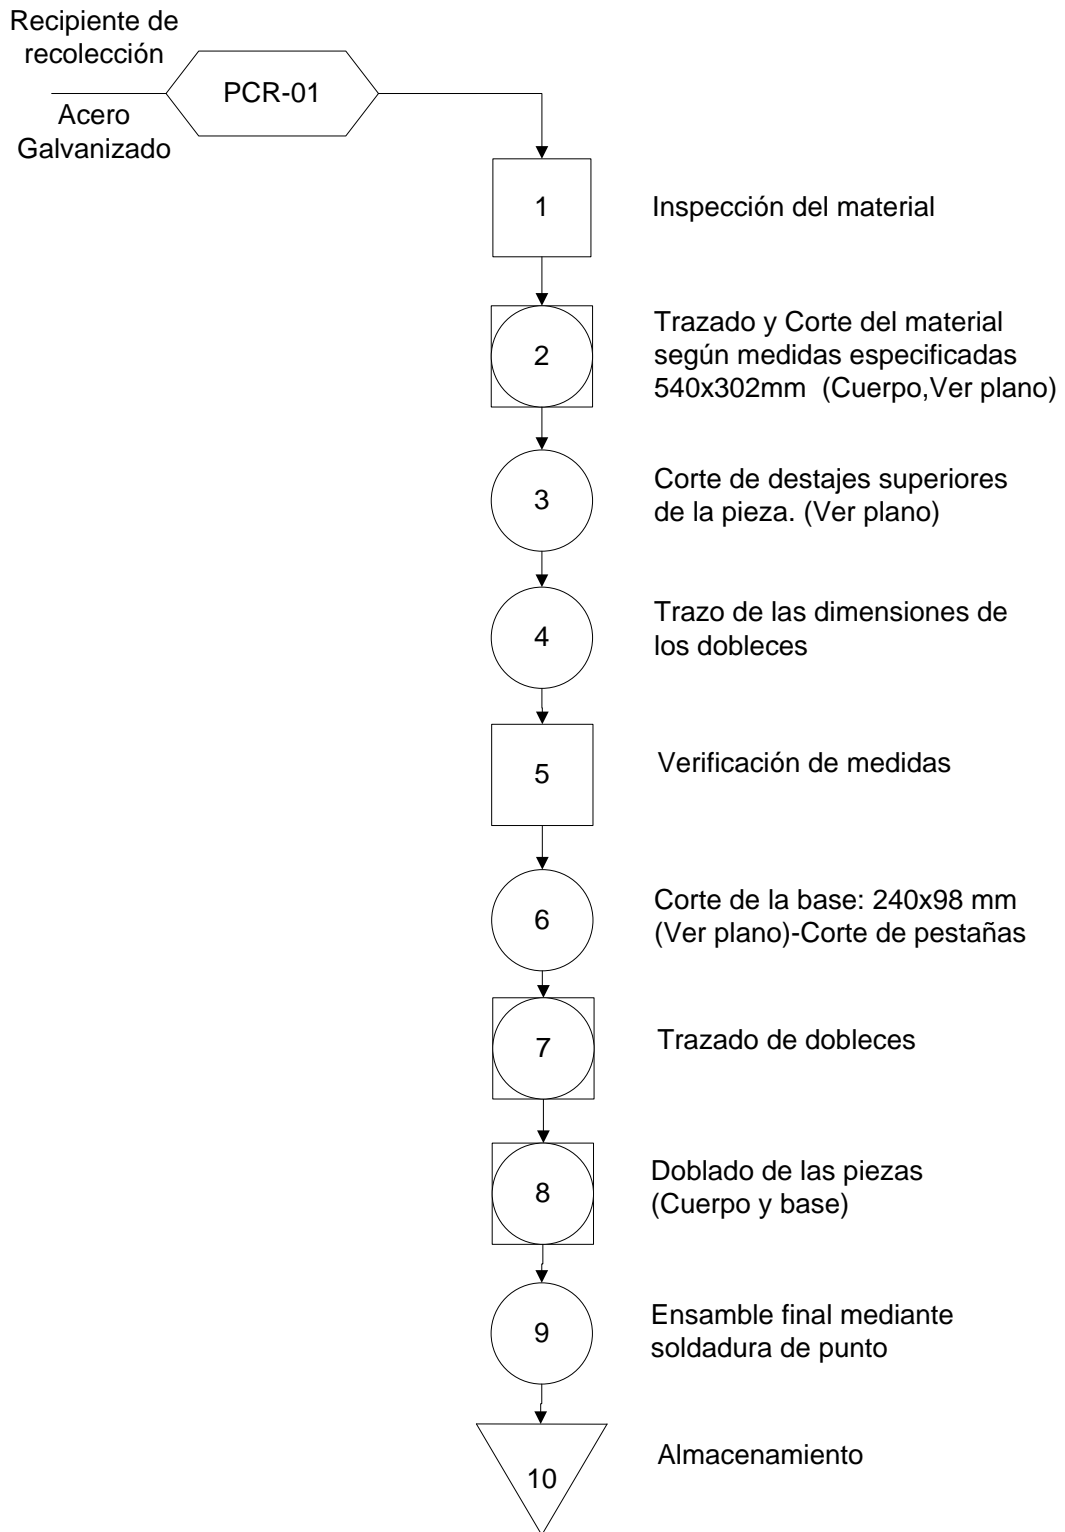 Recipiente de
recolección
PCR-01
Acero
Galvanizado
1
Inspección del material
2
Trazado y Corte del material
según medidas especificadas
540x302mm  (Cuerpo,Ver plano)
3
Corte de destajes superiores
de la pieza. (Ver plano)
4
Trazo de las dimensiones de
los dobleces
5
Verificación de medidas
6
Corte de la base: 240x98 mm
(Ver plano)-Corte de pestañas
7
Trazado de dobleces
8
Doblado de las piezas
(Cuerpo y base)
9
Ensamble final mediante
soldadura de punto
10
Almacenamiento